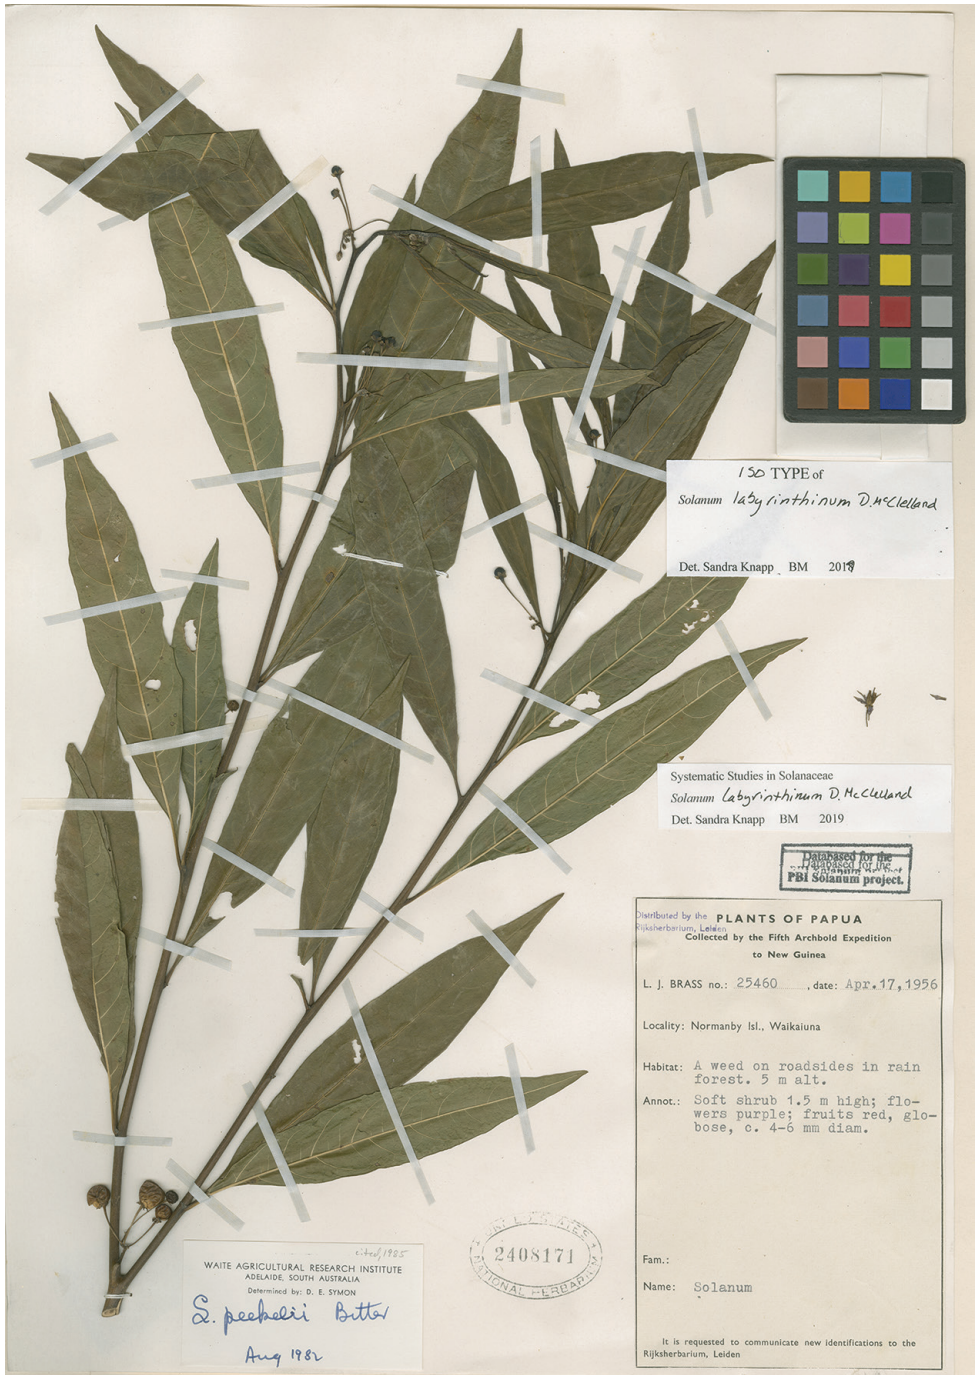 ISO TYPE of
Solanum labyrinthinum D. McClelland
Det. Sandra Knapp BM 2019
Systematic Studies in Solanaceae
Solanum labyrinthinum D. McClelland
Det. Sandra Knapp BM 2019
Databased for the
PBI Solanum project.
Distributed by the
Rijksherbarium, Leiden
PLANTS OF PAPUA
Collected by the Fifth Archbold Expedition
to New Guinea
L. J. BRASS no.: 25460 , date: Apr.17,1956
Locality: Normanby Isl., Waikaiuna
Habitat: A weed on roadsides in rain
forest. 5 m alt.
Annot.: Soft shrub 1.5 m high; flo-
wers purple; fruits red, glo-
bose, c. 4-6 mm diam.
Fam.:
Name: Solanum
It is requested to communicate new identifications to the
Rijksherbarium, Leiden
UNITED STATES
2408171
NATIONAL HERBARIUM
cited, 1985
WAITE AGRICULTURAL RESEARCH INSTITUTE
ADELAIDE, SOUTH AUSTRALIA
Determined by: D. E. SYMON
S. peekelii Bitter
Aug 1982